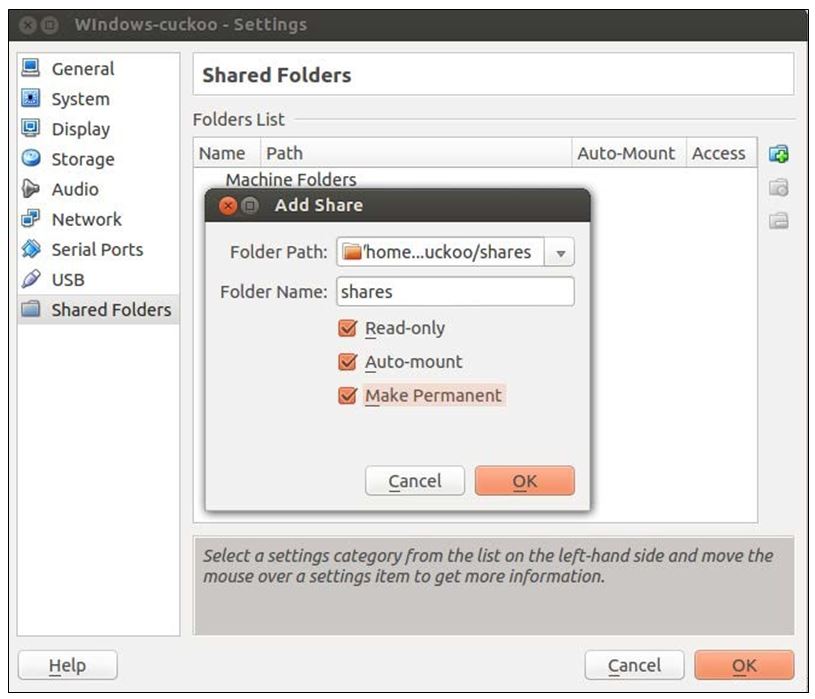 WIndows-cuckoo - Settings
General
System
Display
Storage
Audio
Network
Serial Ports
USB
Shared Folders
Shared Folders
Folders List
Name Path Auto-Mount Access
Machine Folders
Add Share
Folder Path: /home...uckoo/shares
Folder Name: shares
Read-only
Auto-mount
Make Permanent
Cancel OK
Select a settings category from the list on the left-hand side and move the
mouse over a settings item to get more information.
Help Cancel OK